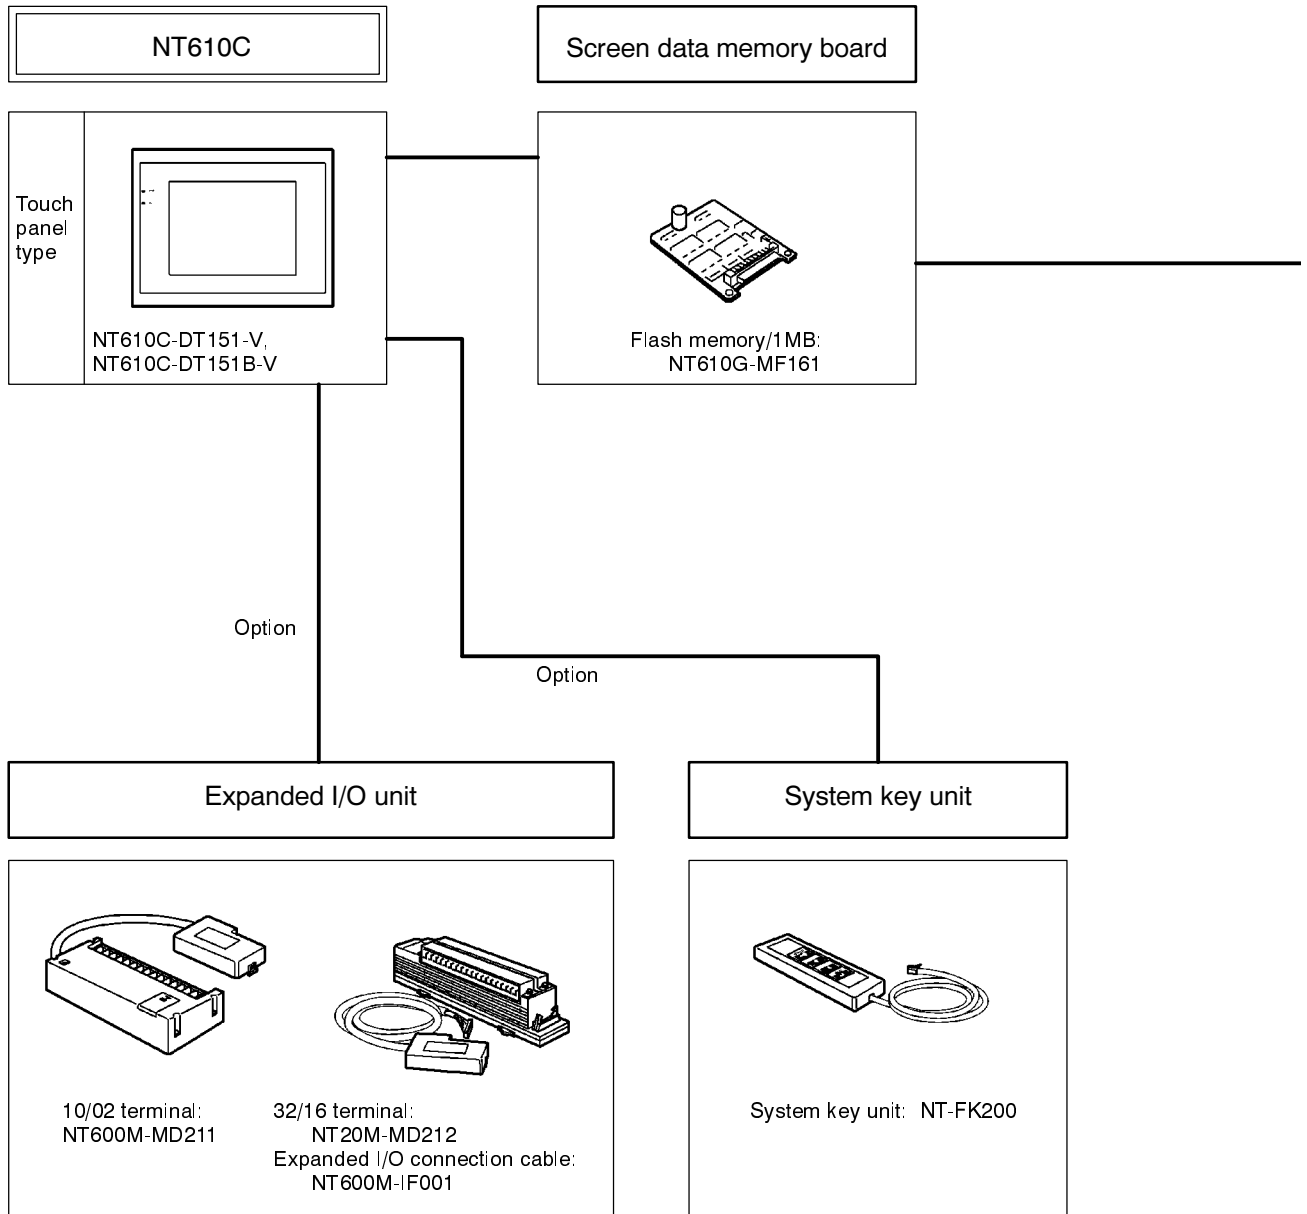 NT610C
Screen data memory board
Touch
panel
type
NT610C-DT151-V,
NT610C-DT151B-V
Flash memory/1MB:
NT610G-MF161
Option
Option
Expanded I/O unit
System key unit
10/02 terminal:
NT600M-MD211
32/16 terminal:
NT20M-MD212
Expanded I/O connection cable:
NT600M-IF001
System key unit: NT-FK200